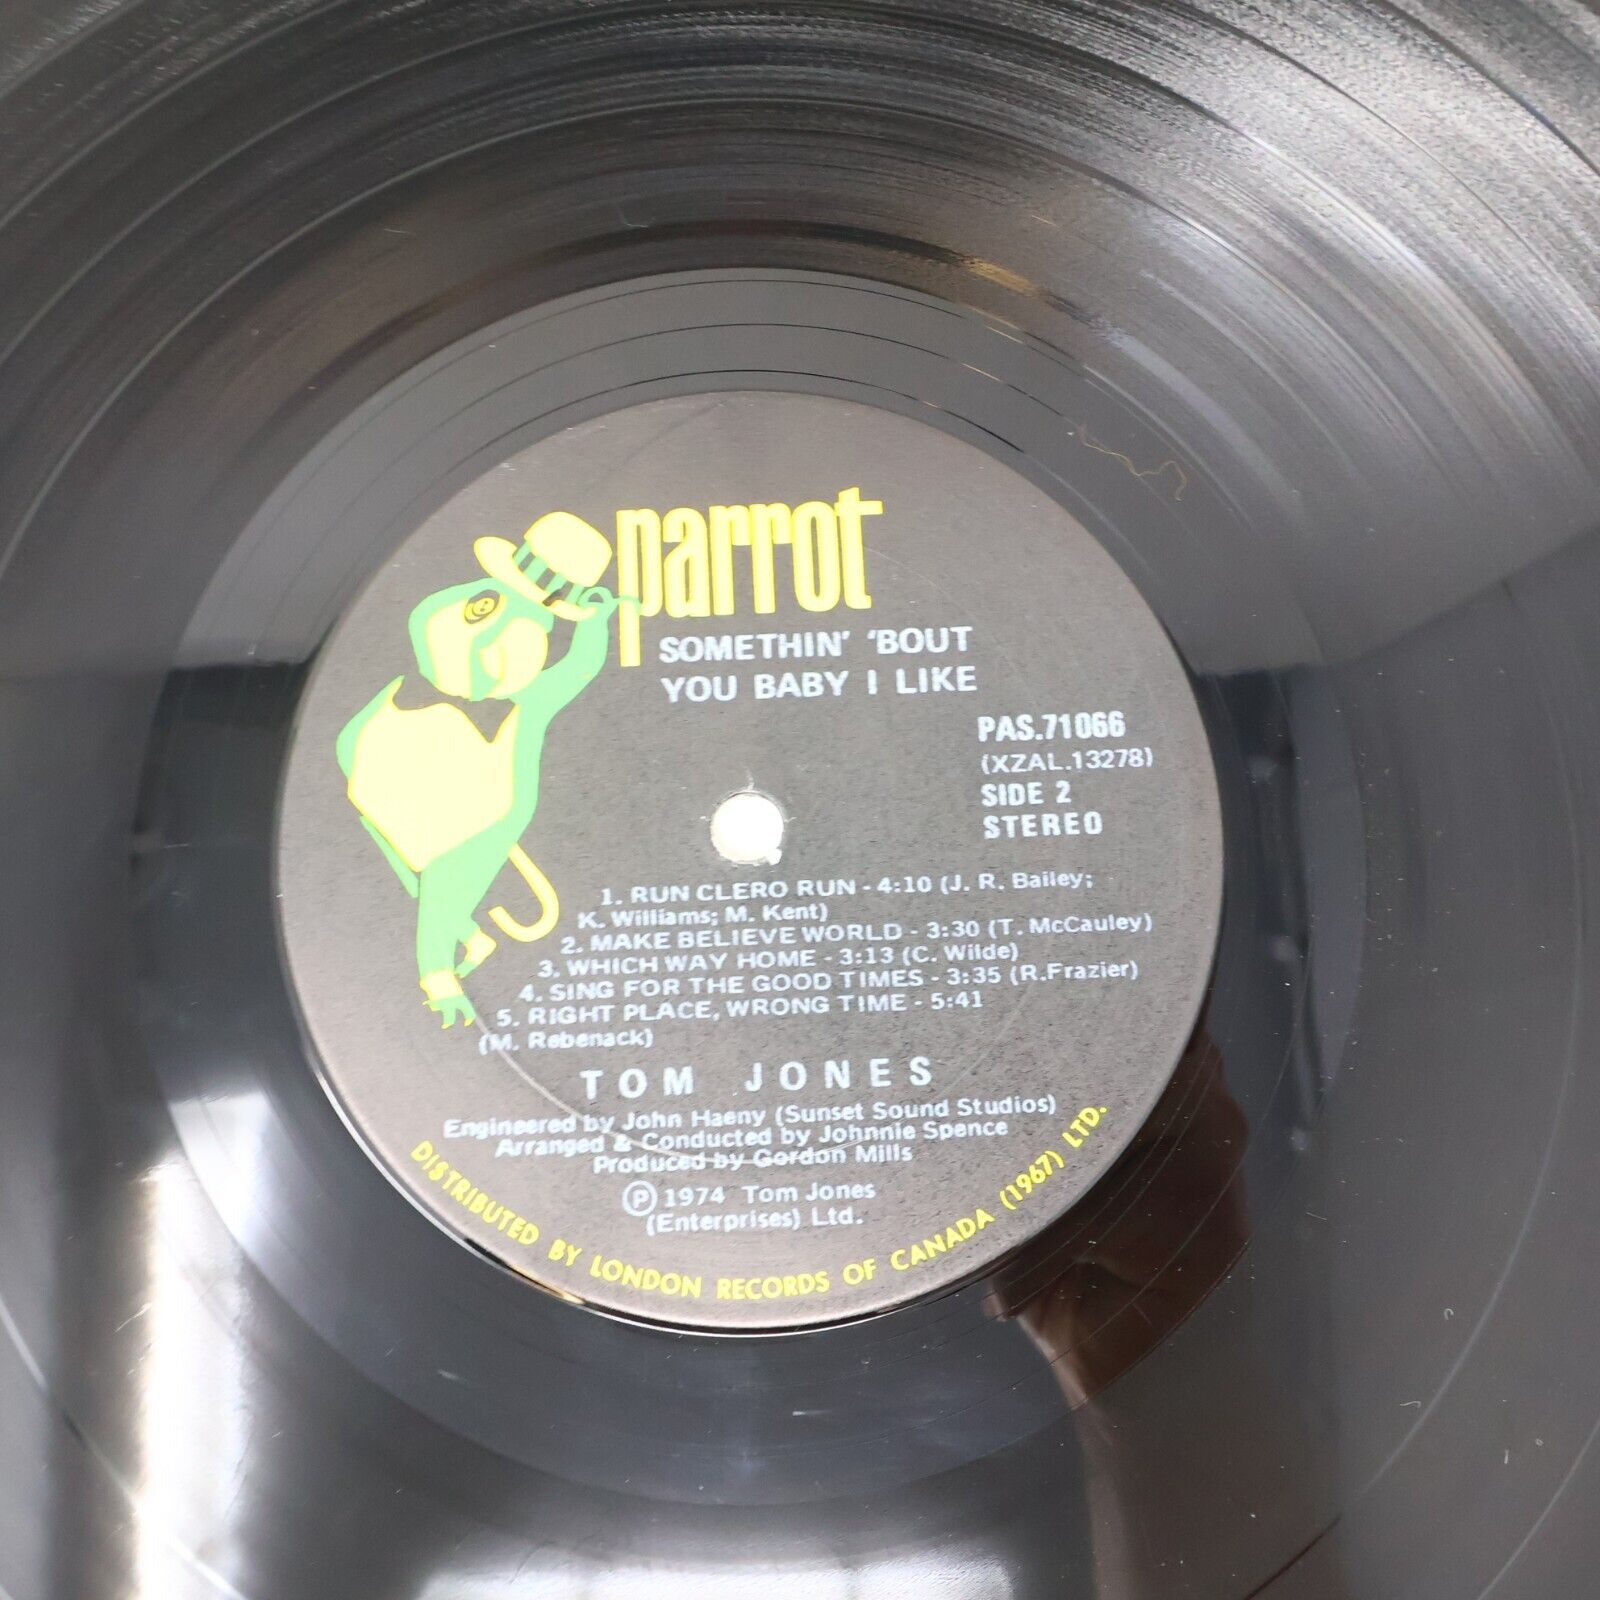 parrot
SOMETHIN' 'BOUT
YOU BABY I LIKE
PAS.71066
(XZAL.13278)
SIDE 2
STEREO
1. RUN CLERO RUN - 4:10 (J. R. Bailey;
K. Williams; M. Kent)
2. MAKE BELIEVE WORLD - 3:30 (T. McCauley)
3. WHICH WAY HOME - 3:13 (C. Wilde)
4. SING FOR THE GOOD TIMES - 3:35 (R.Frazier)
5. RIGHT PLACE, WRONG TIME - 5:41
(M. Rebenack)
TOM JONES
Engineered by John Haeny (Sunset Sound Studios)
Arranged & Conducted by Johnnie Spence
Produced by Gordon Mills
Ⓟ 1974 Tom Jones
(Enterprises) Ltd.
DISTRIBUTED BY LONDON RECORDS OF CANADA (1967) LTD.